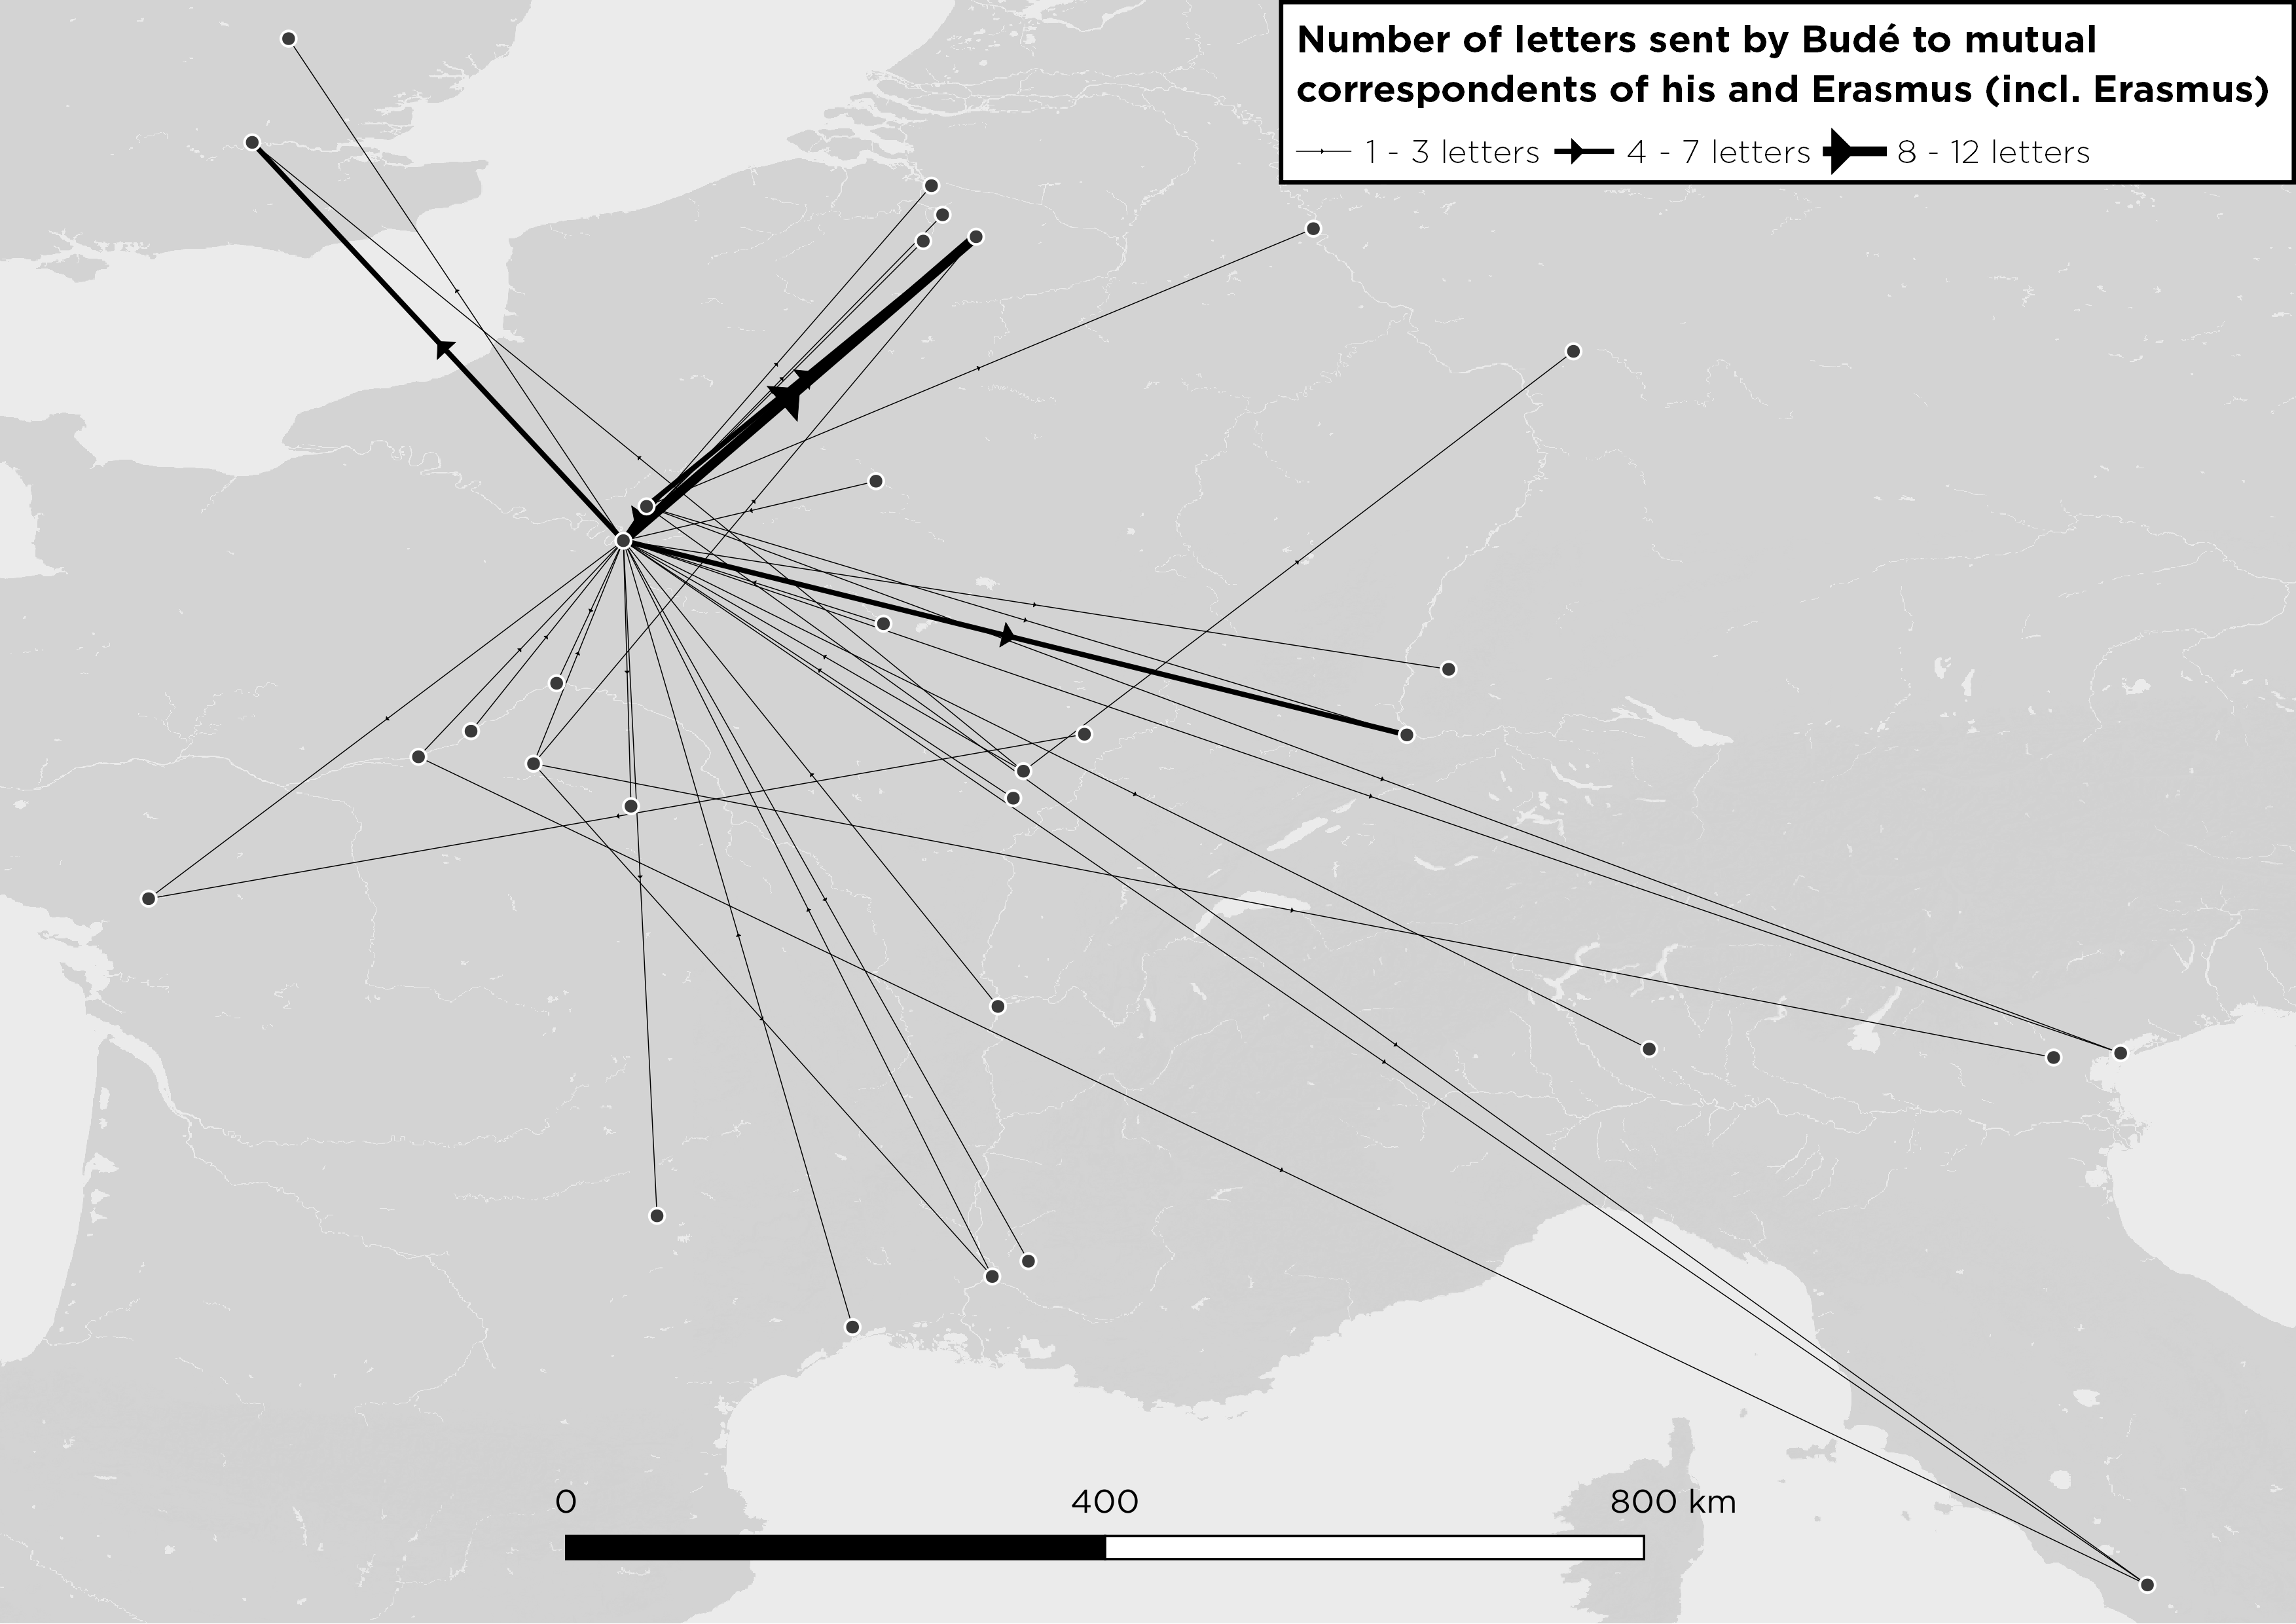 Number of letters sent by Budé to mutual
correspondents of his and Erasmus (incl. Erasmus)
1 - 3 letters 4 - 7 letters 8 - 12 letters
0 400 800 km